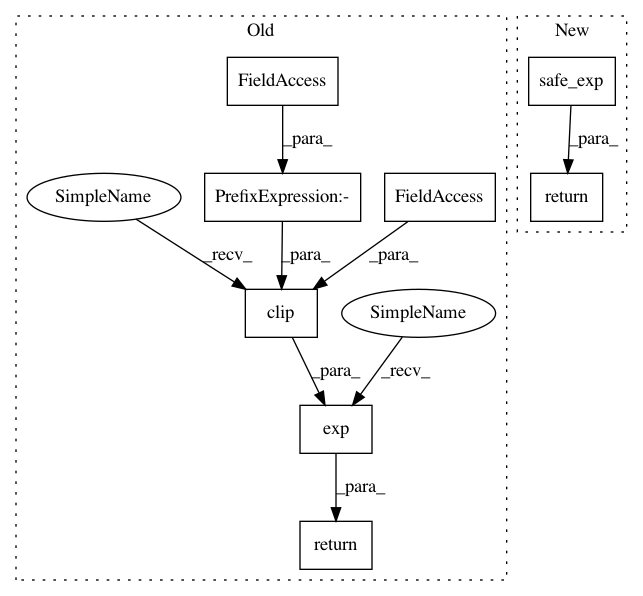 Old
New
FieldAccess
safe_exp
_para_
_para_
SimpleName
PrefixExpression:-
FieldAccess
return
_recv_
_para_
_para_
clip
SimpleName
_para_
_recv_
exp
_para_
return